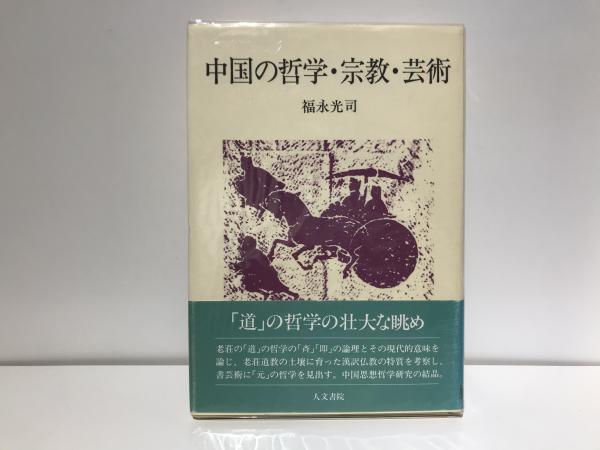 中国の哲学・宗教・芸術
福永光司
「道」の哲学の壮大な眺め
老荘の「道」の哲学の「斉」「即」の論理とその現代的意味を
論じ、老荘道教の土壌に育った漢訳仏教の特質を考察し、
書芸術に「元」の哲学を見出す。中国思想哲学研究の結晶。
人文書院